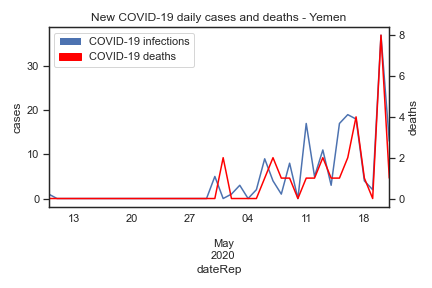 New COVID-19 daily cases and deaths - Yemen
COVID-19 infections
COVID-19 deaths
cases
30
20
10
0
deaths
8
6
4
2
0
13
20
27
04
11
18
May
2020
dateRep